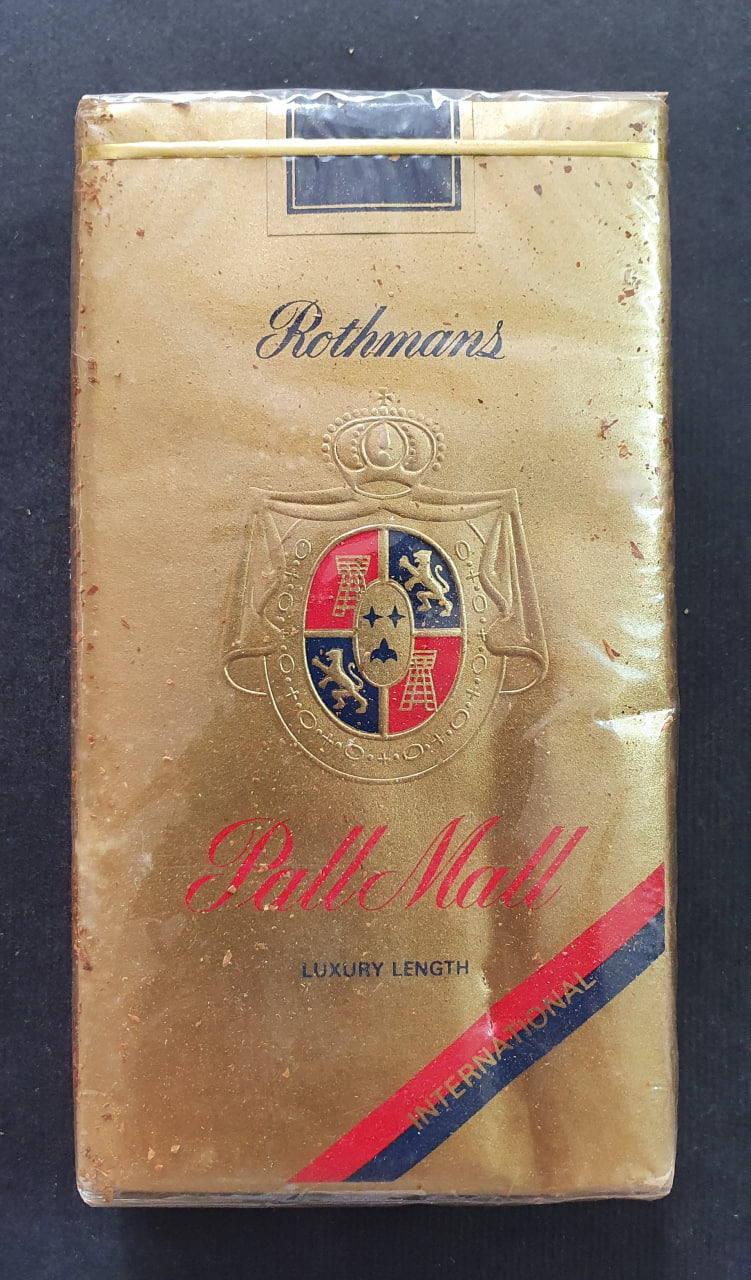 Rothmans
Pall Mall
LUXURY LENGTH
INTERNATIONAL